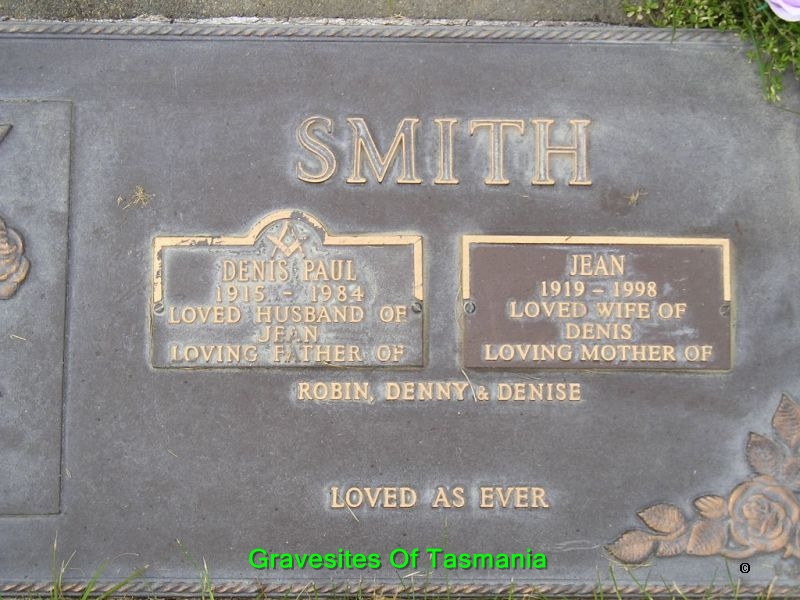 SMITH
DENIS PAUL
1915 - 1984
LOVED HUSBAND OF
JEAN
LOVING FATHER OF
JEAN
1919 - 1998
LOVED WIFE OF
DENIS
LOVING MOTHER OF
ROBIN, DENNY & DENISE
LOVED AS EVER
Gravesites Of Tasmania
©